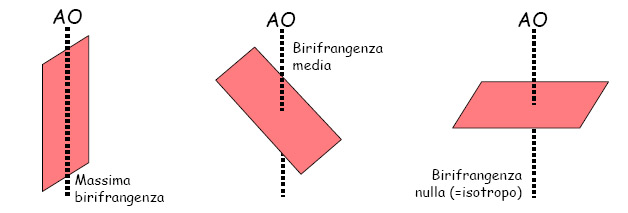 AO
Massima
birifrangenza
AO
Birifrangenza
media
AO
Birifrangenza
nulla (=isotropo)